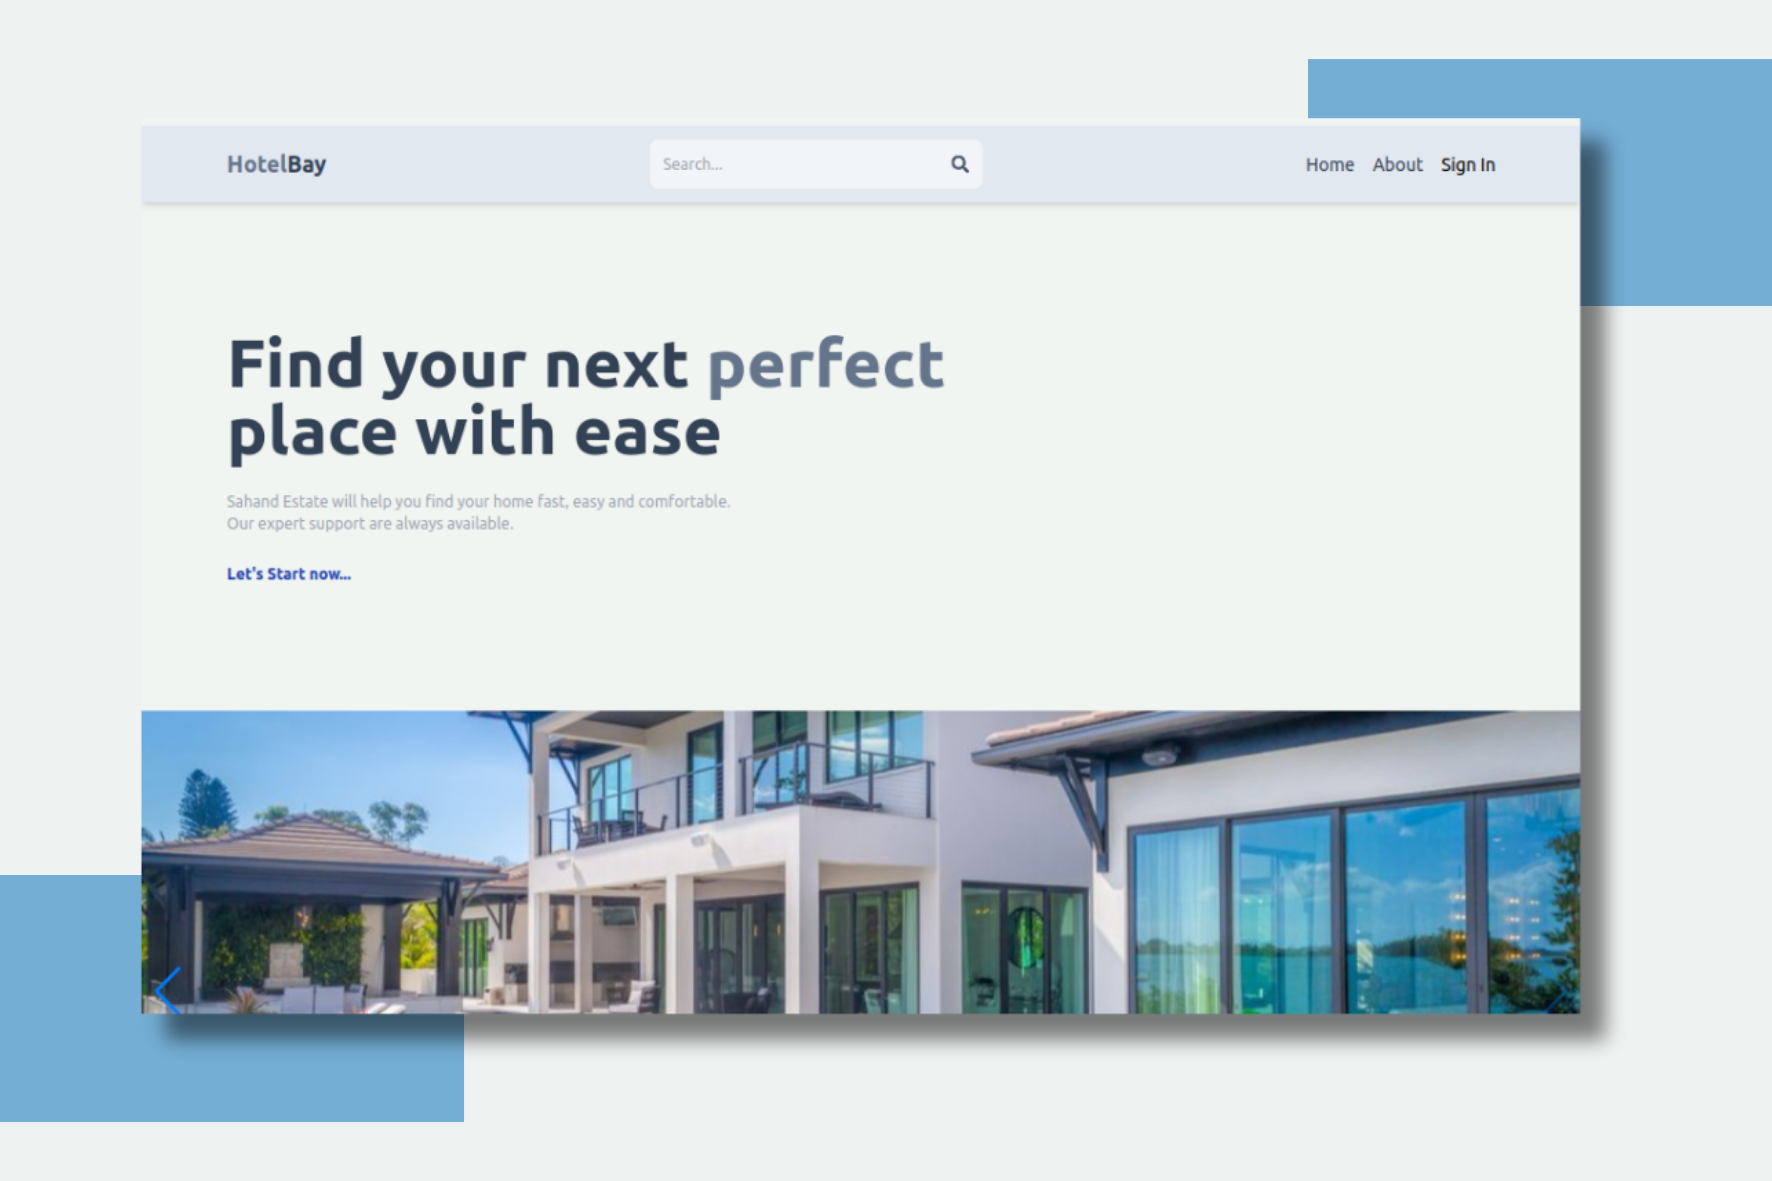 HotelBay
Search...
Home About Sign In
Find your next perfect
place with ease
Sahand Estate will help you find your home fast, easy and comfortable.
Our expert support are always available.
Let's Start now...